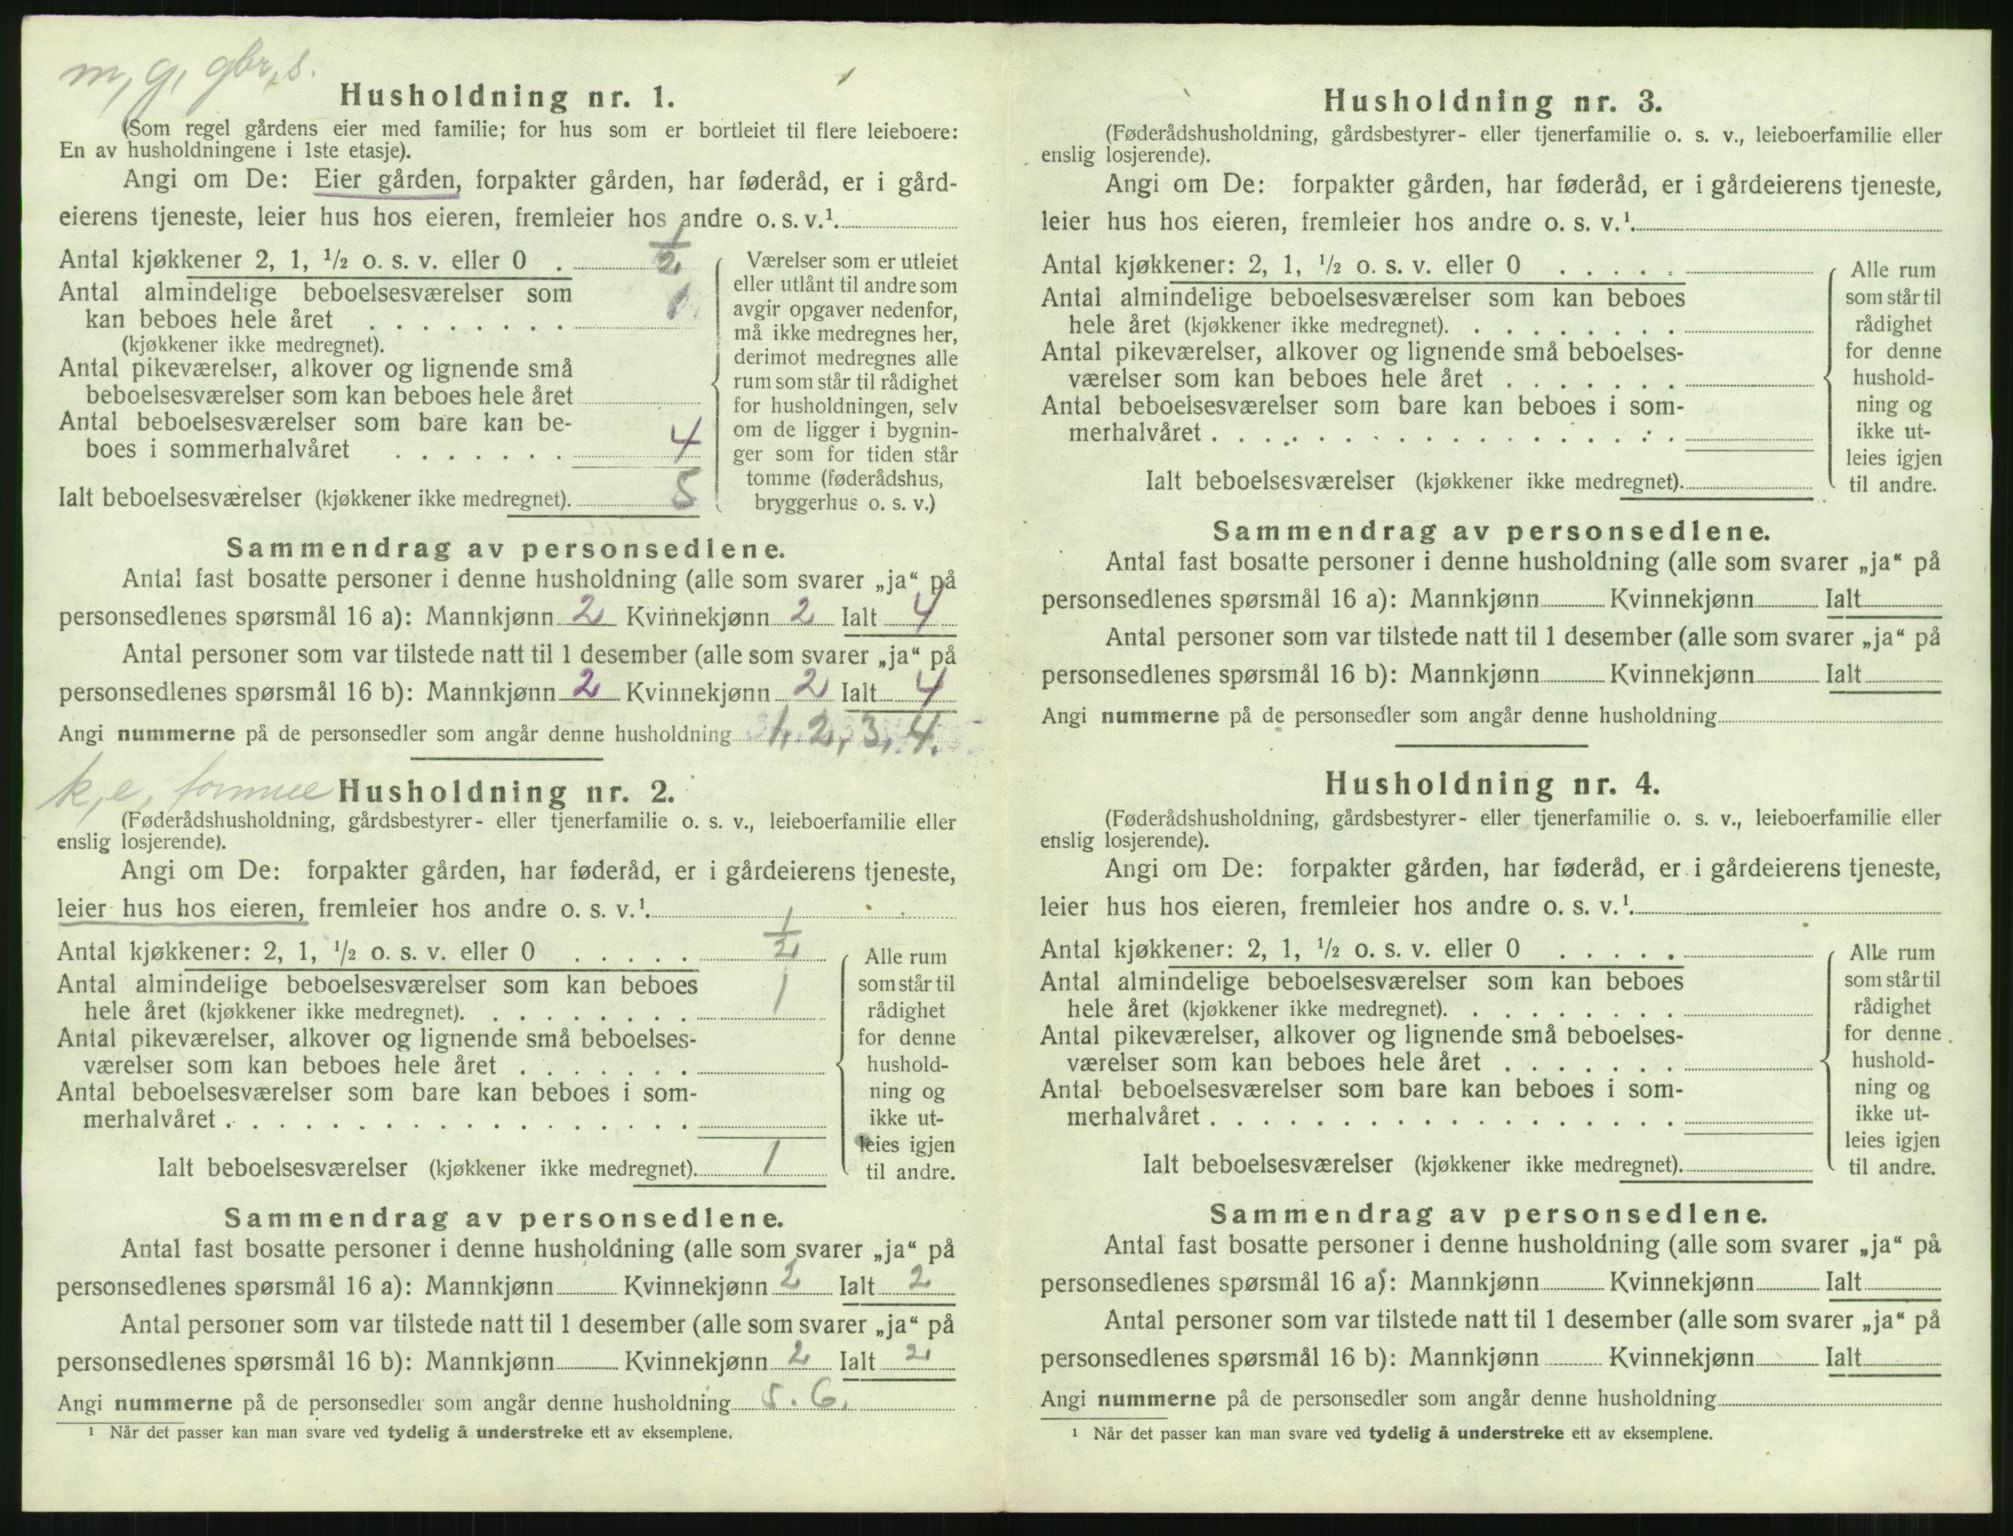 m, g, gbr, s.
Husholdning nr. 1.
(Som regel gårdens eier med familie; for hus som er bortleiet til flere leieboere:
En av husholdningene i 1ste etasje).
Angi om De: Eier gården, forpakter gården, har føderåd, er i gård-
eierens tjeneste, leier hus hos eieren, fremleier hos andre o. s. v.¹
Antal kjøkkener 2, 1, ½ o. s. v. eller 0 . ½
Antal almindelige beboelsesværelser som
kan beboes hele året . . . . . . . . 1
(kjøkkener ikke medregnet).
Antal pikeværelser, alkover og lignende små
beboelsesværelser som kan beboes hele året
Antal beboelsesværelser som bare kan be-
boes i sommerhalvåret . . . . . . . 4
Ialt beboelsesværelser (kjøkkener ikke medregnet). 5
Værelser som er utleiet
eller utlånt til andre som
avgir opgaver nedenfor,
må ikke medregnes her,
derimot medregnes alle
rum som står til rådighet
for husholdningen, selv
om de ligger i bygnin-
ger som for tiden står
tomme (føderådshus,
bryggerhus o. s. v.)
Sammendrag av personsedlene.
Antal fast bosatte personer i denne husholdning (alle som svarer „ja“ på
personsedlenes spørsmål 16 a): Mannkjønn 2 Kvinnekjønn 2 Ialt 4
Antal personer som var tilstede natt til 1 desember (alle som svarer „ja“ på
personsedlenes spørsmål 16 b): Mannkjønn 2 Kvinnekjønn 2 Ialt 4
Angi nummerne på de personsedler som angår denne husholdning 1, 2, 3, 4.
k, e,
Husholdning nr. 2.
(Føderådshusholdning, gårdsbestyrer- eller tjenerfamilie o. s. v., leieboerfamilie eller
enslig losjerende).
Angi om De: forpakter gården, har føderåd, er i gårdeierens tjeneste,
leier hus hos eieren, fremleier hos andre o. s. v.¹
Antal kjøkkener: 2, 1, ½ o. s. v. eller 0 . . . . . ½
Antal almindelige beboelsesværelser som kan beboes
hele året (kjøkkener ikke medregnet). . . . . . . . . 1
Antal pikeværelser, alkover og lignende små beboelses-
værelser som kan beboes hele året . . . . . . .
Antal beboelsesværelser som bare kan beboes i som-
merhalvåret . . . . . . . . . . . . . . . . . .
Ialt beboelsesværelser (kjøkkener ikke medregnet). 1
Alle rum
som står til
rådighet
for denne
hushold-
ning og
ikke ut-
leies igjen
til andre.
Sammendrag av personsedlene.
Antal fast bosatte personer i denne husholdning (alle som svarer „ja“ på
personsedlenes spørsmål 16 a): Mannkjønn Kvinnekjønn 2 Ialt 2
Antal personer som var tilstede natt til 1 desember (alle som svarer „ja“ på
personsedlenes spørsmål 16 b): Mannkjønn Kvinnekjønn 2 Ialt 2
Angi nummerne på de personsedler som angår denne husholdning 5. 6.
¹ Når det passer kan man svare ved tydelig å understreke ett av eksemplene.
Husholdning nr. 3.
(Føderådshusholdning, gårdsbestyrer- eller tjenerfamilie o. s. v., leieboerfamilie eller
enslig losjerende).
Angi om De: forpakter gården, har føderåd, er i gårdeierens tjeneste,
leier hus hos eieren, fremleier hos andre o. s. v.¹
Antal kjøkkener: 2, 1, ½ o. s. v. eller 0 . . . . .
Antal almindelige beboelsesværelser som kan beboes
hele året (kjøkkener ikke medregnet). . . . . . . . .
Antal pikeværelser, alkover og lignende små beboelses-
værelser som kan beboes hele året . . . . . . .
Antal beboelsesværelser som bare kan beboes i som-
merhalvåret . . . . . . . . . . . . . . . . . .
Ialt beboelsesværelser (kjøkkener ikke medregnet).
Alle rum
som står til
rådighet
for denne
hushold-
ning og
ikke ut-
leies igjen
til andre.
Sammendrag av personsedlene.
Antal fast bosatte personer i denne husholdning (alle som svarer „ja“ på
personsedlenes spørsmål 16 a): Mannkjønn Kvinnekjønn Ialt
Antal personer som var tilstede natt til 1 desember (alle som svarer „ja“ på
personsedlenes spørsmål 16 b): Mannkjønn Kvinnekjønn Ialt
Angi nummerne på de personsedler som angår denne husholdning
Husholdning nr. 4.
(Føderådshusholdning, gårdsbestyrer- eller tjenerfamilie o. s. v., leieboerfamilie eller
enslig losjerende).
Angi om De: forpakter gården, har føderåd, er i gårdeierens tjeneste,
leier hus hos eieren, fremleier hos andre o. s. v.¹
Antal kjøkkener: 2, 1, ½ o. s. v. eller 0 . . . . .
Antal almindelige beboelsesværelser som kan beboes
hele året (kjøkkener ikke medregnet). . . . . . . . .
Antal pikeværelser, alkover og lignende små beboelses-
værelser som kan beboes hele året . . . . . . .
Antal beboelsesværelser som bare kan beboes i som-
merhalvåret . . . . . . . . . . . . . . . . . .
Ialt beboelsesværelser (kjøkkener ikke medregnet).
Alle rum
som står til
rådighet
for denne
hushold-
ning og
ikke ut-
leies igjen
til andre.
Sammendrag av personsedlene.
Antal fast bosatte personer i denne husholdning (alle som svarer „ja“ på
personsedlenes spørsmål 16 a): Mannkjønn Kvinnekjønn Ialt
Antal personer som var tilstede natt til 1 desember (alle som svarer „ja“ på
personsedlenes spørsmål 16 b): Mannkjønn Kvinnekjønn Ialt
Angi nummerne på de personsedler som angår denne husholdning
¹ Når det passer kan man svare ved tydelig å understreke ett av eksemplene.